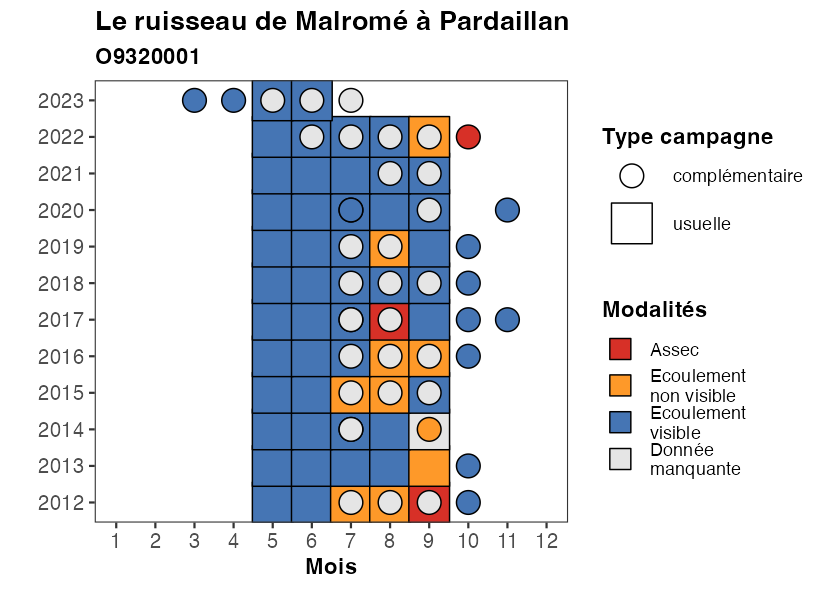 Le ruisseau de Malromé à Pardaillan
O9320001
2023
2022
2021
2020
2019
2018
2017
2016
2015
2014
2013
2012
1 2 3 4 5 6 7 8 9 10 11 12
Mois
Type campagne
complémentaire
usuelle
Modalités
Assec
Ecoulement
non visible
Ecoulement
visible
Donnée
manquante